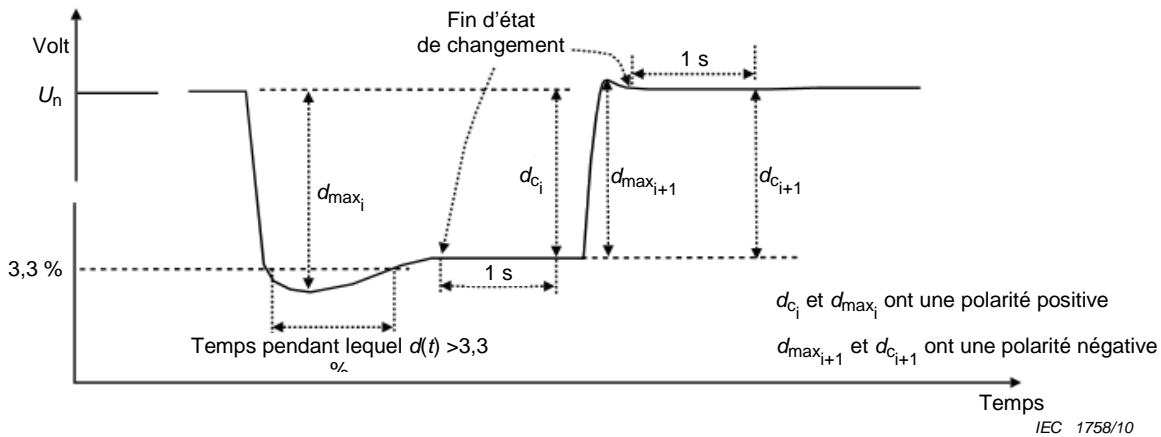 Volt
Fin d'état
de changement
1 s
Un
dmaxi
dci
dmaxi+1
dci+1
3,3 %
1 s
Temps pendant lequel d(t) >3,3
%
dci et dmaxi ont une polarité positive
dmaxi+1 et dci+1 ont une polarité négative
Temps
IEC 1758/10